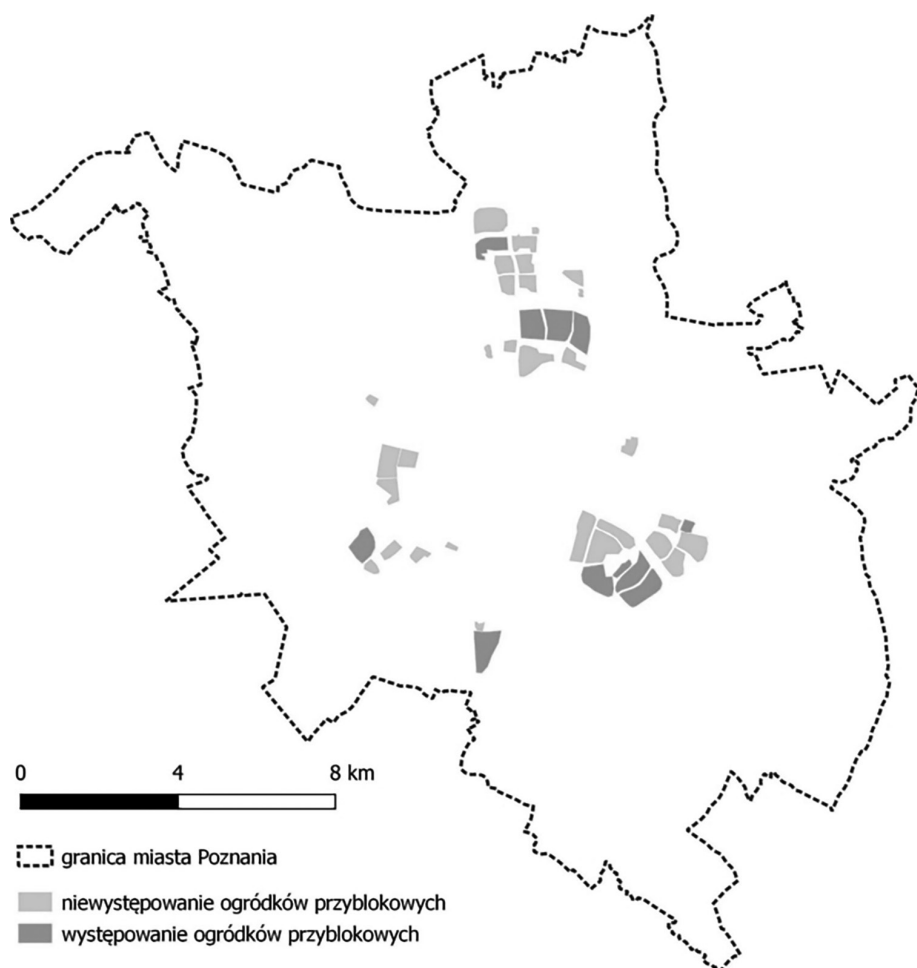 0 4 8 km
granica miasta Poznania
niewystępowanie ogródków przyblokowych
występowanie ogródków przyblokowych